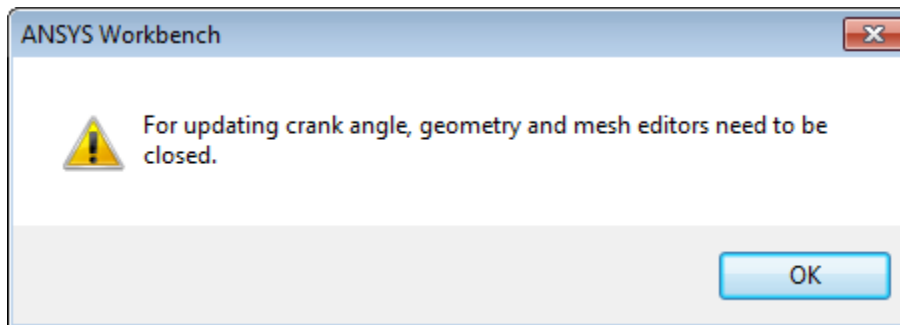 ANSYS Workbench
For updating crank angle, geometry and mesh editors need to be
closed.
OK